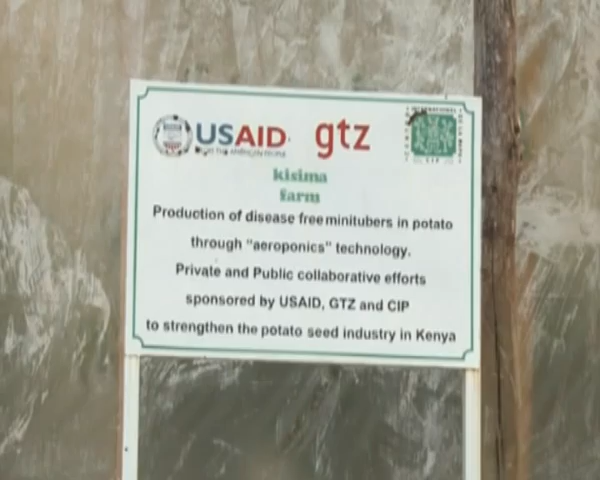 USAID gtz
kisima
farm
Production of disease free minitubers in potato
through "aeroponics" technology.
Private and Public collaborative efforts
sponsored by USAID, GTZ and CIP
to strengthen the potato seed industry in Kenya